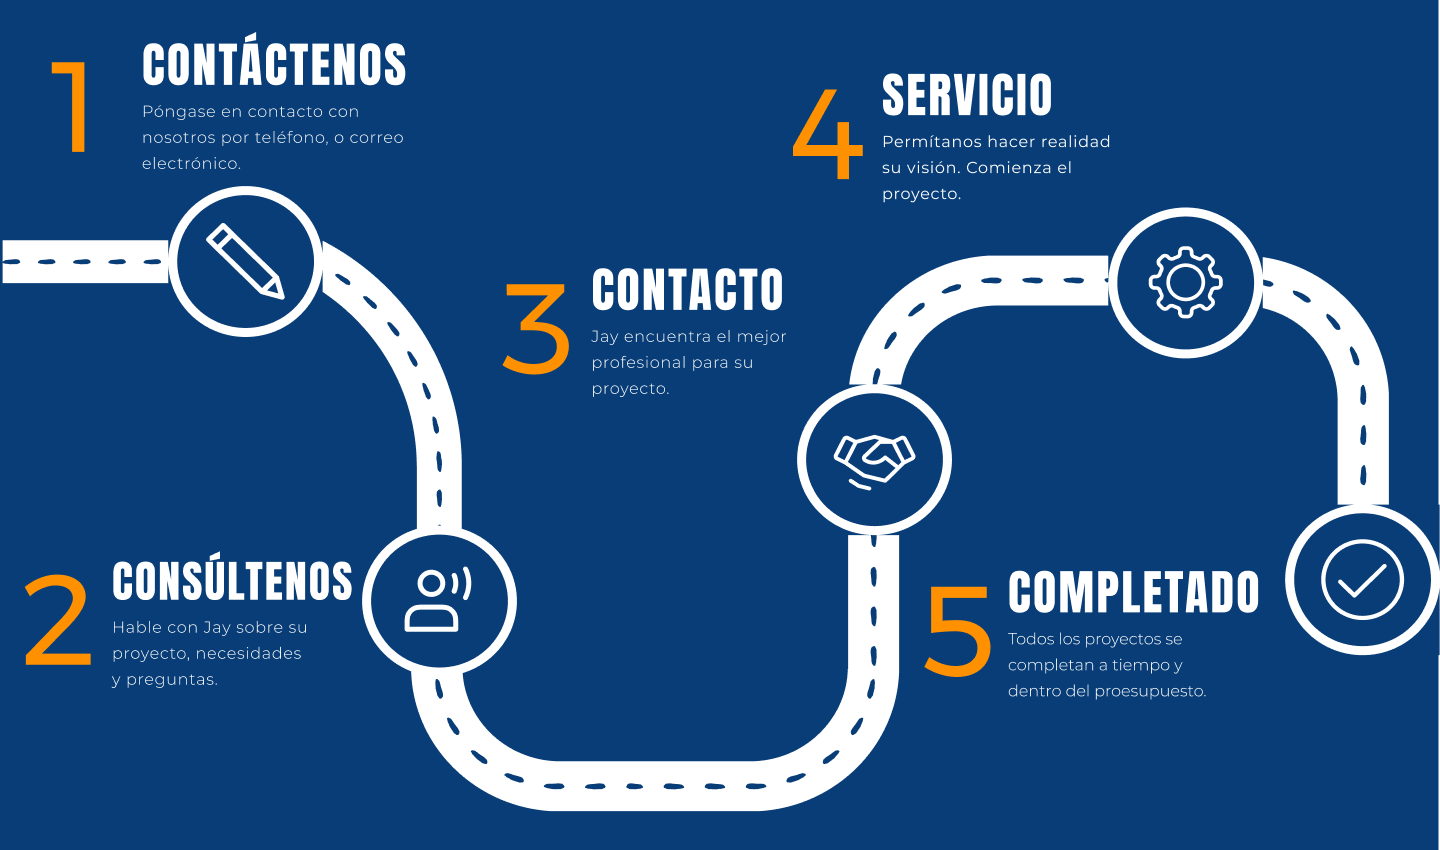 1
CONTÁCTENOS
Póngase en contacto con
nosotros por teléfono, o correo
electrónico.
2
CONSÚLTENOS
Hable con Jay sobre su
proyecto, necesidades
y preguntas.
3
CONTACTO
Jay encuentra el mejor
profesional para su
proyecto.
4
SERVICIO
Permítanos hacer realidad
su visión. Comienza el
proyecto.
5
COMPLETADO
Todos los proyectos se
completan a tiempo y
dentro del proesupuesto.